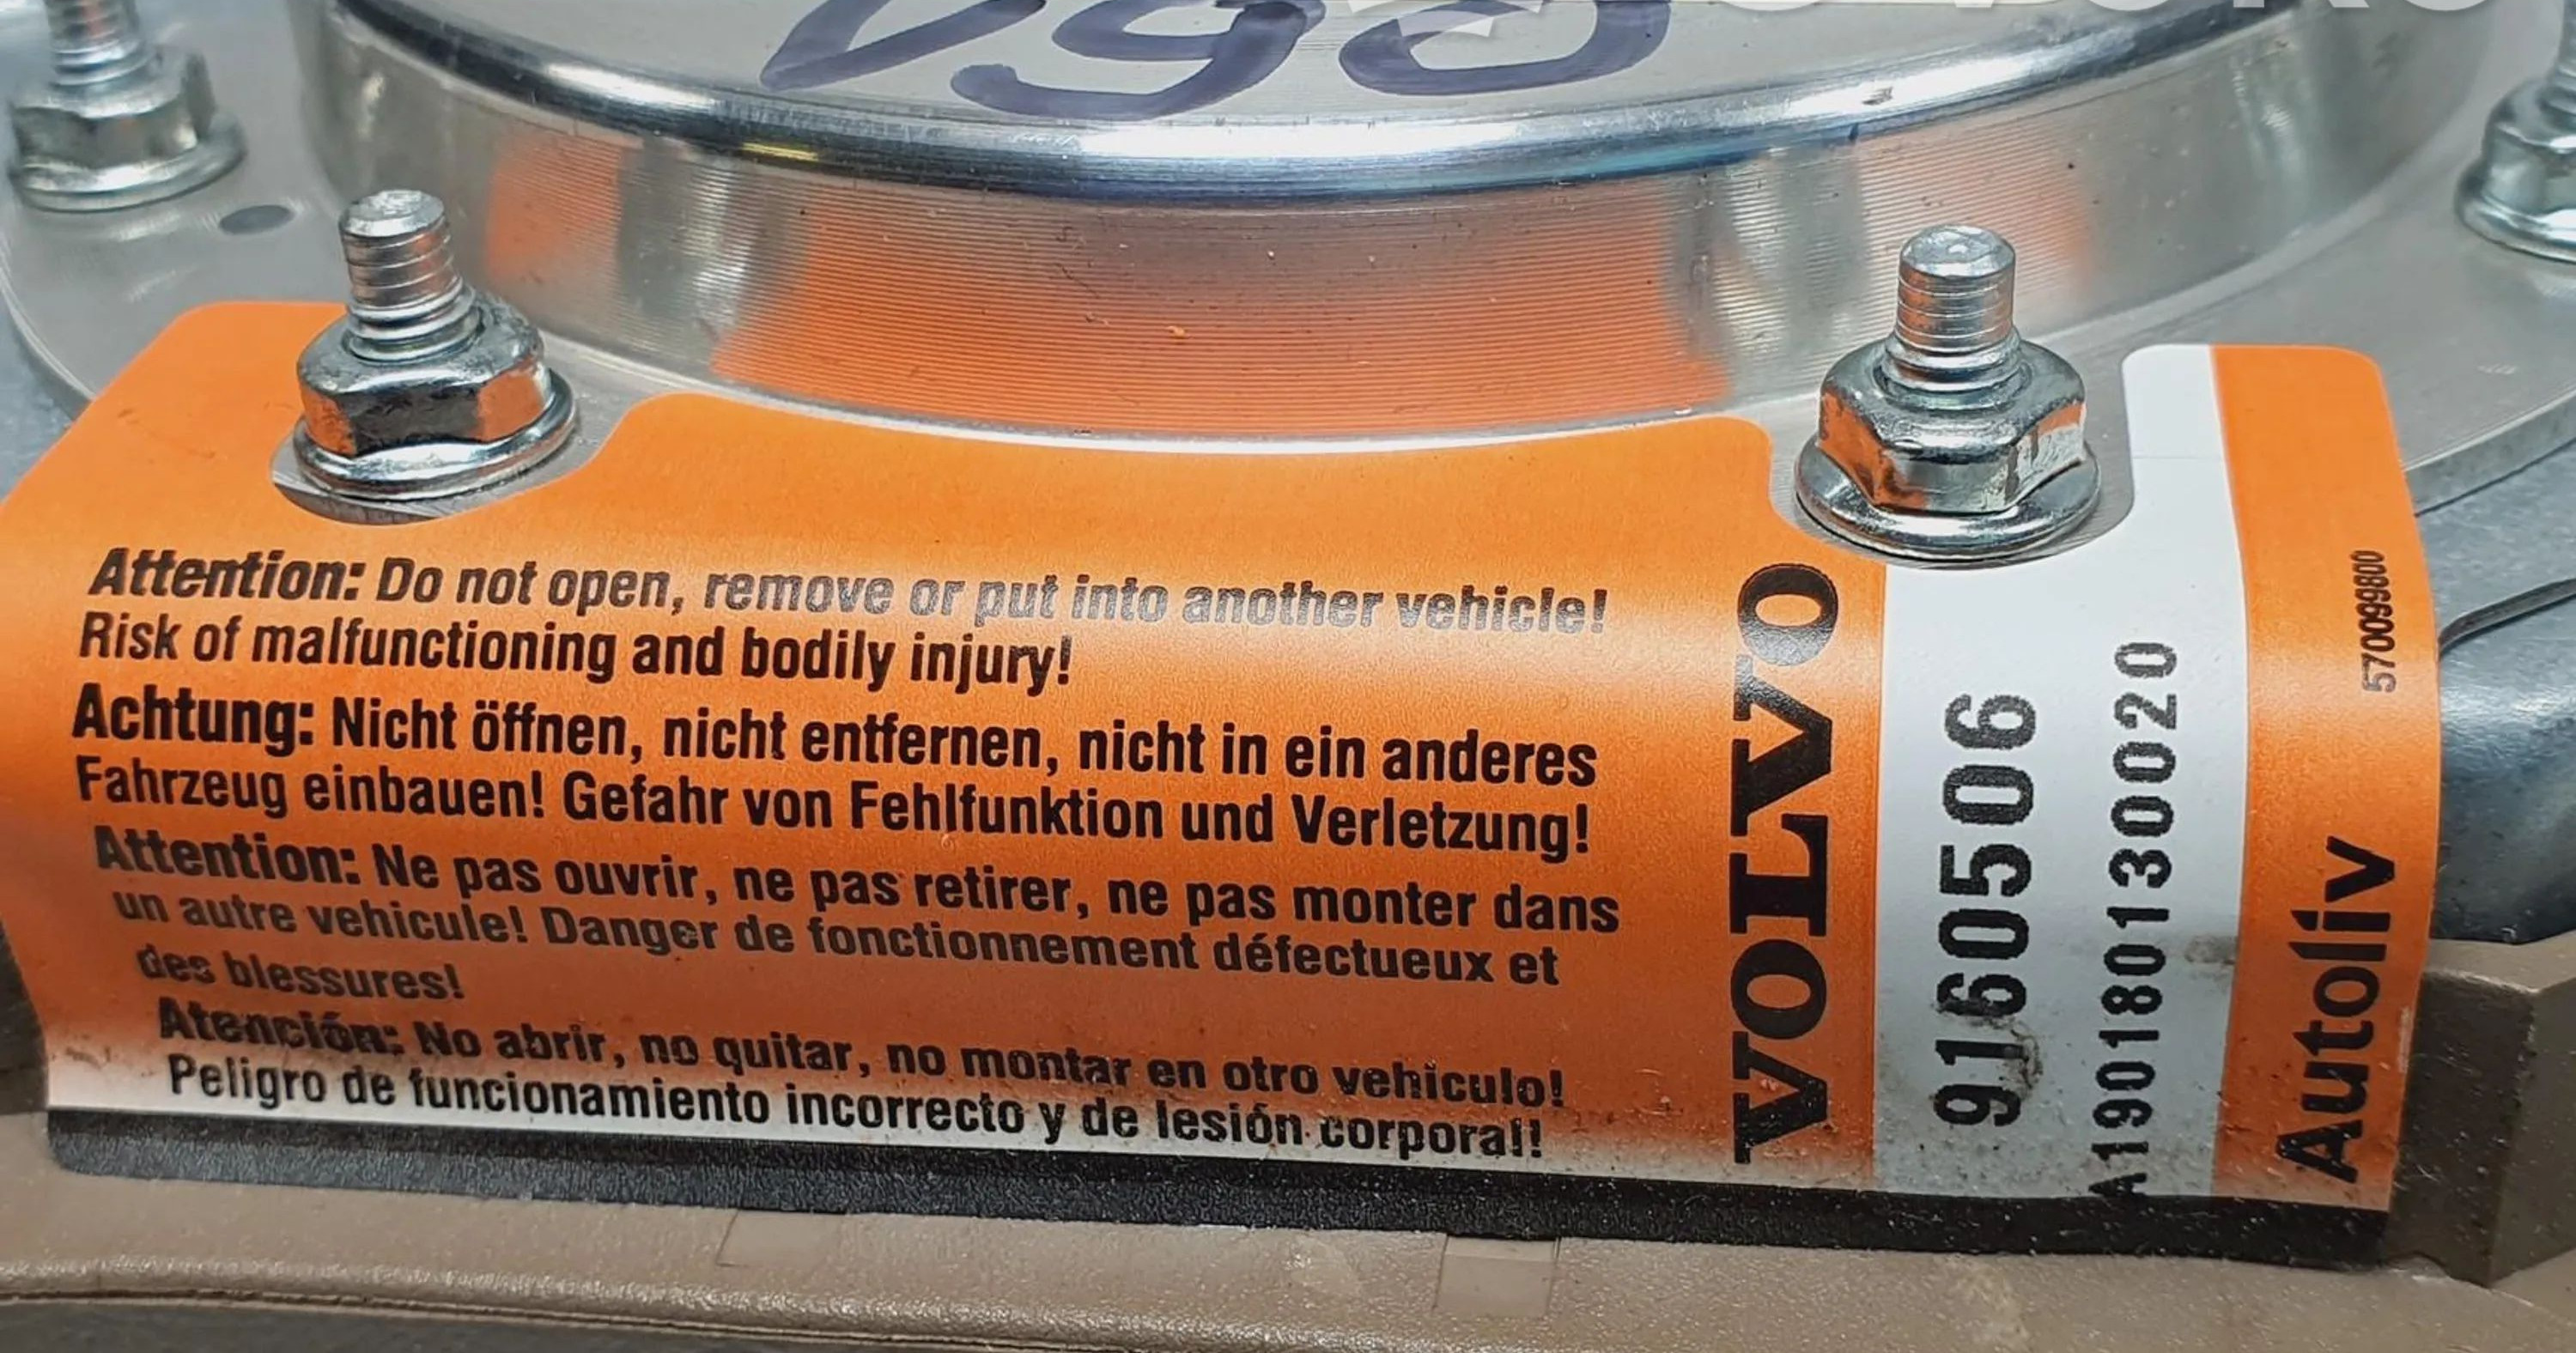 Attention: Do not open, remove or put into another vehicle!
Risk of malfunctioning and bodily injury!
Achtung: Nicht öffnen, nicht entfernen, nicht in ein anderes
Fahrzeug einbauen! Gefahr von Fehlfunktion und Verletzung!
Attention: Ne pas ouvrir, ne pas retirer, ne pas monter dans
un autre vehicule! Danger de fonctionnement défectueux et
des blessures!
Atención: No abrir, no quitar, no montar en otro vehiculo!
Peligro de funcionamiento incorrecto y de lesión corporal!
VOLVO
9160506
A190180130020
Autoliv
570099800